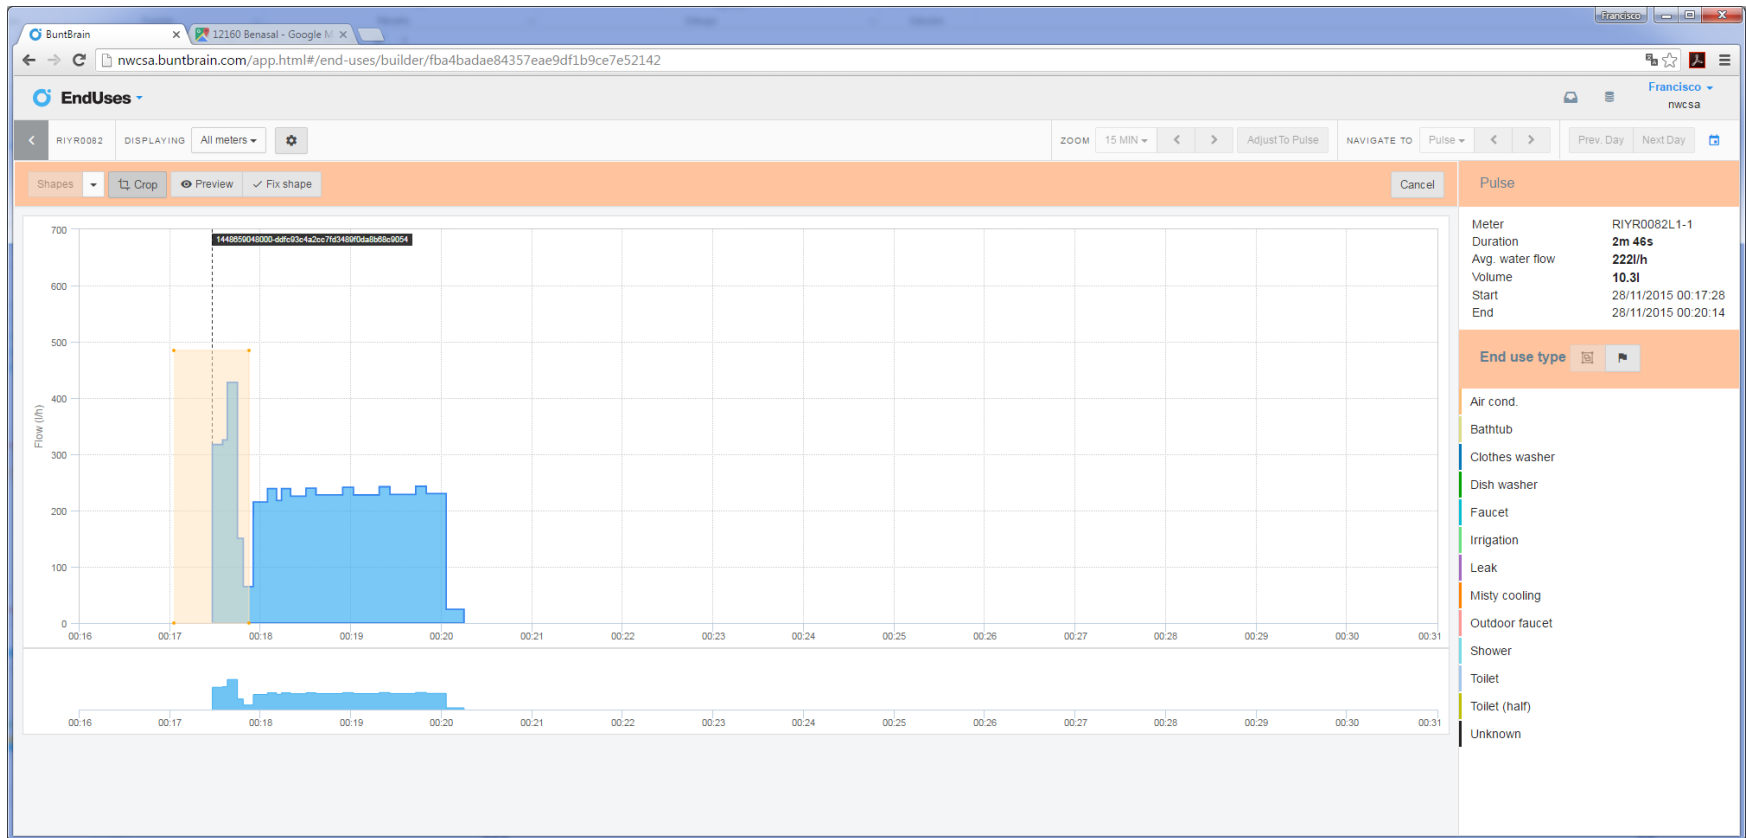 Francisco
BuntBrain
12160 Benasal - Google M
nwcsa.buntbrain.com/app.html#/end-uses/builder/fba4badae84357eae9df1b9ce7e52142
EndUses
Francisco
nwcsa
RIYR0082 DISPLAYING All meters ZOOM 15 MIN Adjust To Pulse NAVIGATE TO Pulse Prev. Day Next Day
Shapes Crop Preview Fix shape Cancel
Pulse
Meter RIYR0082L1-1
Duration 2m 46s
Avg. water flow 222l/h
Volume 10.3l
Start 28/11/2015 00:17:28
End 28/11/2015 00:20:14
End use type
Air cond.
Bathtub
Clothes washer
Dish washer
Faucet
Irrigation
Leak
Misty cooling
Outdoor faucet
Shower
Toilet
Toilet (half)
Unknown
1448659048000-ddfc93c4a2cc7fd3489f0da8b68c9054
Flow (l/h)
700
600
500
400
300
200
100
0
00:16 00:17 00:18 00:19 00:20 00:21 00:22 00:23 00:24 00:25 00:26 00:27 00:28 00:29 00:30 00:31
00:16 00:17 00:18 00:19 00:20 00:21 00:22 00:23 00:24 00:25 00:26 00:27 00:28 00:29 00:30 00:31